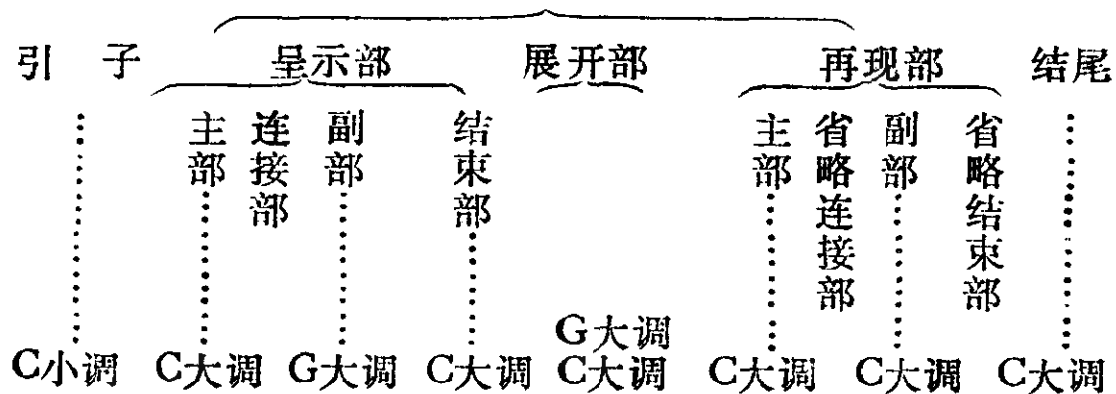 引子 呈示部 展开部 再现部 结尾
主部 连接部 副部 结束部 主部 省略连接部 副部 省略结束部
G大调
C小调 C大调 G大调 C大调 C大调 C大调 C大调 C大调